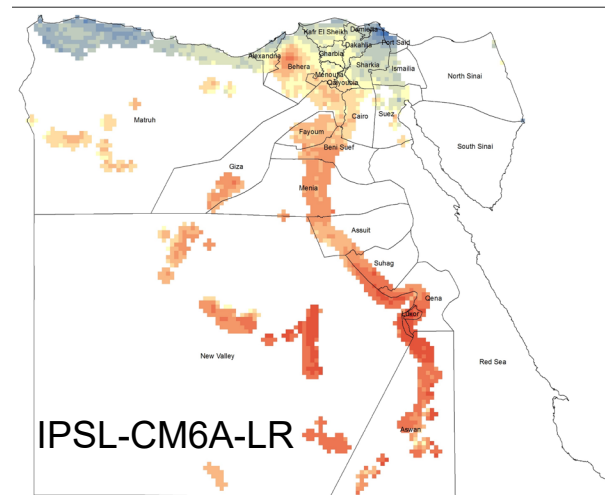 Kafr El Sheikh
Damietta
Alexandria
Dakahlia
Port Said
Gharbia
Behera
Sharkia
Ismailia
North Sinai
Menoufia
Qalyoubia
Matruh
Cairo
Suez
Fayoum
South Sinai
Beni Suef
Giza
Menia
Assuit
Suhag
Qena
Luxor
New Valley
Red Sea
Aswan
IPSL-CM6A-LR